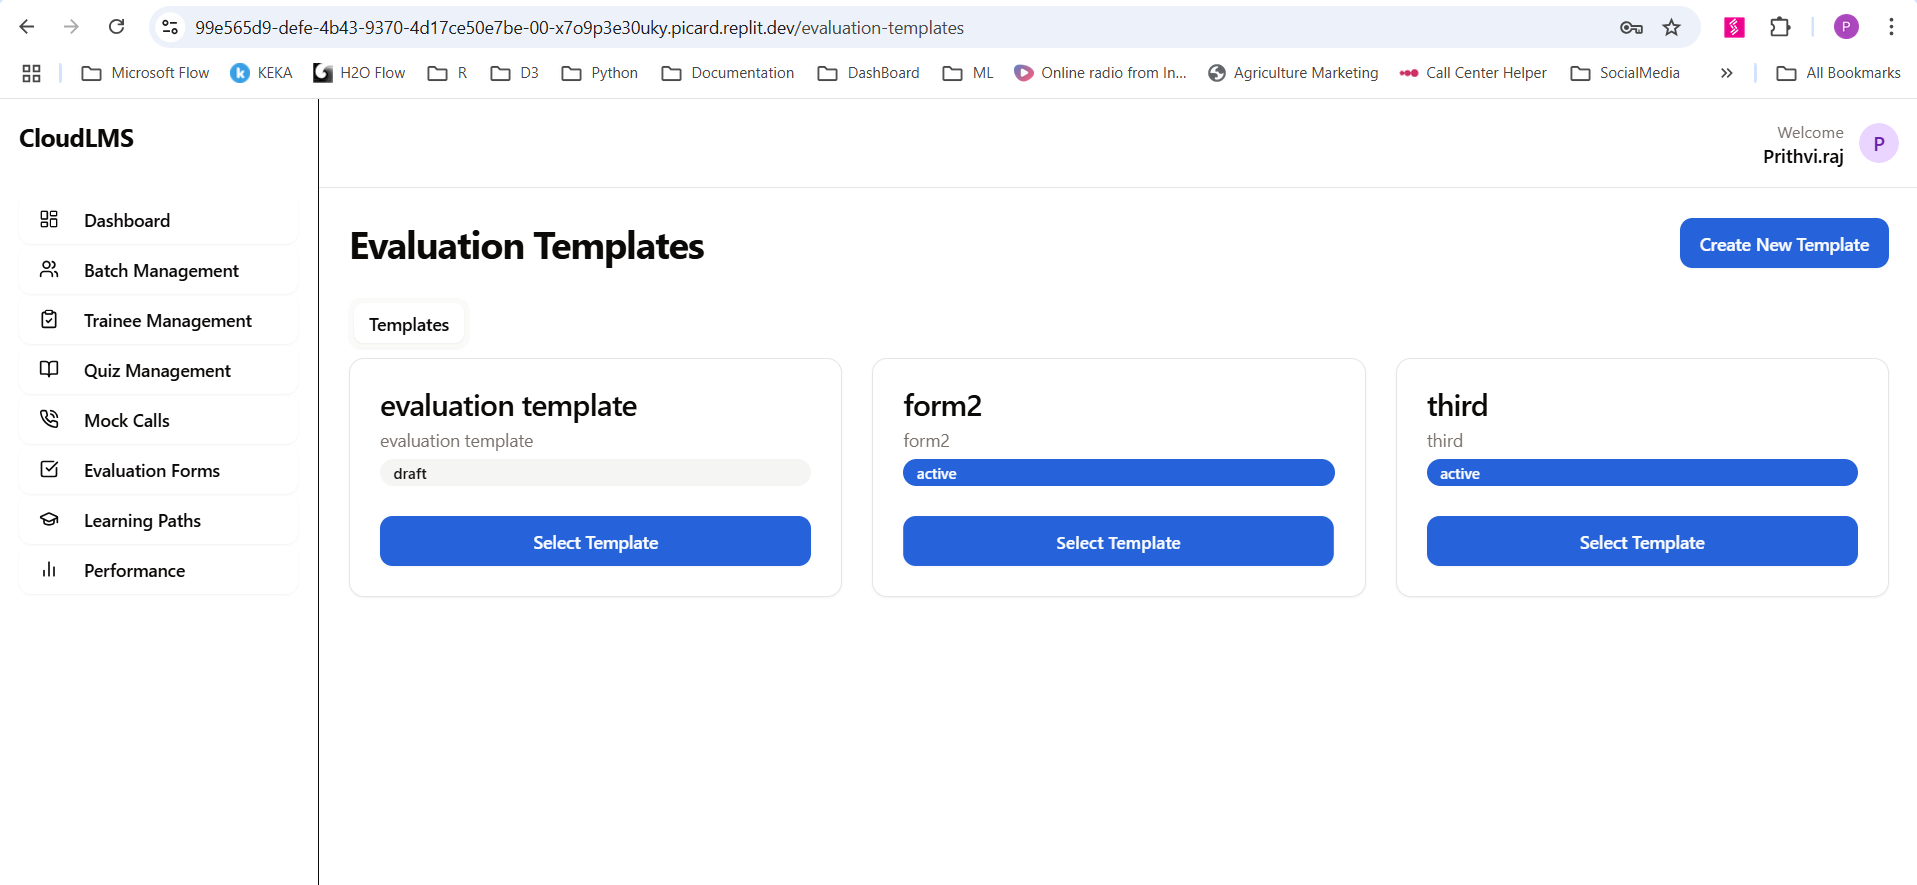 99e565d9-defe-4b43-9370-4d17ce50e7be-00-x7o9p3e30uky.picard.replit.dev/evaluation-templates
P
Microsoft Flow KEKA H2O Flow R D3 Python Documentation DashBoard ML Online radio from In... Agriculture Marketing Call Center Helper SocialMedia » All Bookmarks
CloudLMS
Welcome
Prithvi.raj
P
Dashboard
Batch Management
Trainee Management
Quiz Management
Mock Calls
Evaluation Forms
Learning Paths
Performance
Evaluation Templates
Create New Template
Templates
evaluation template
evaluation template
draft
Select Template
form2
form2
active
Select Template
third
third
active
Select Template